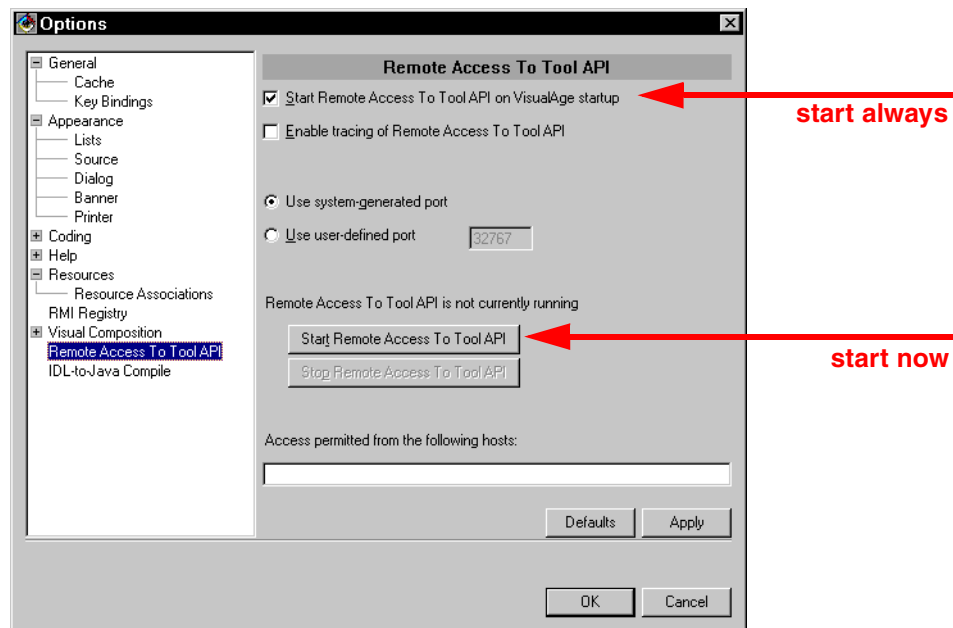 Options
General
Cache
Key Bindings
Appearance
Lists
Source
Dialog
Banner
Printer
Coding
Help
Resources
Resource Associations
RMI Registry
Visual Composition
Remote Access To Tool API
IDL-to-Java Compile
Remote Access To Tool API
Start Remote Access To Tool API on VisualAge startup
start always
Enable tracing of Remote Access To Tool API
Use system-generated port
Use user-defined port 32767
Remote Access To Tool API is not currently running
Start Remote Access To Tool API
start now
Stop Remote Access To Tool API
Access permitted from the following hosts:
Defaults Apply
OK Cancel